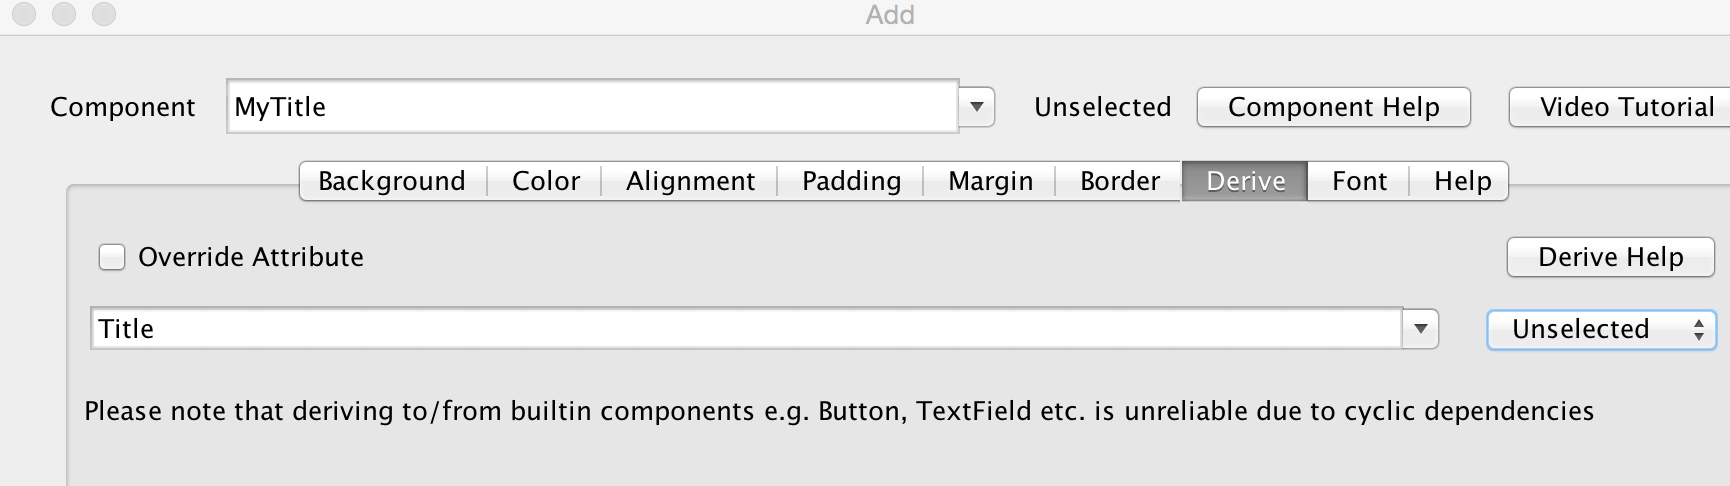 Add
Component MyTitle Unselected Component Help Video Tutorial
Background Color Alignment Padding Margin Border Derive Font Help
Override Attribute Derive Help
Title Unselected
Please note that deriving to/from builtin components e.g. Button, TextField etc. is unreliable due to cyclic dependencies